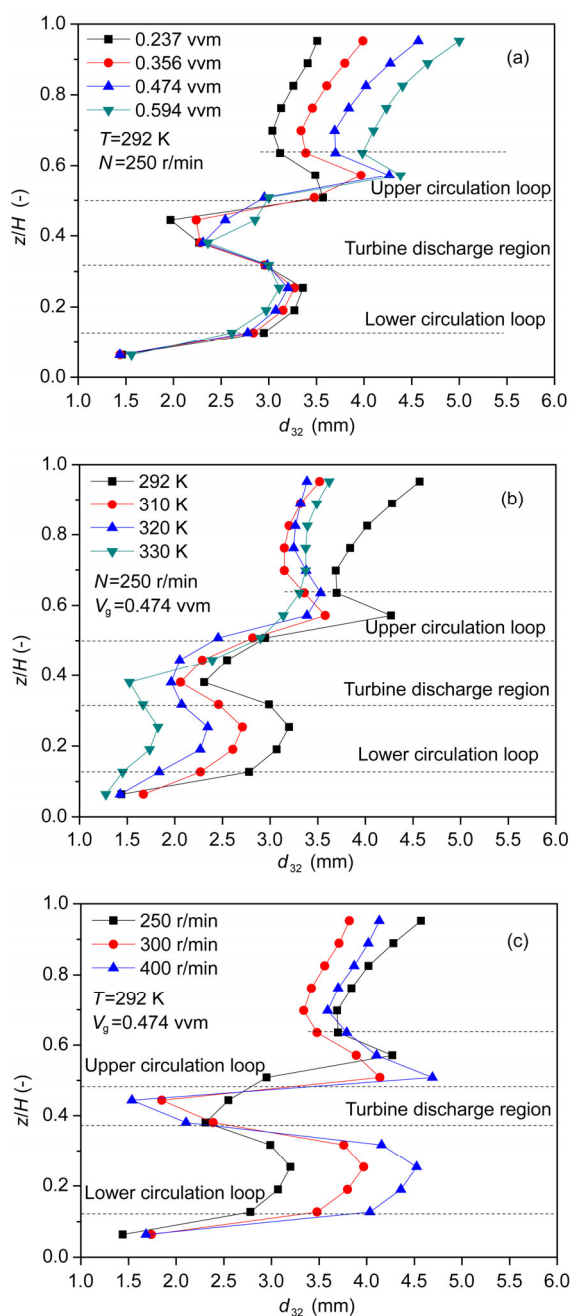 1.0
0.8
0.6
0.4
0.2
0.0
z/H (-)
0.237 vvm
0.356 vvm
0.474 vvm
0.594 vvm
T=292 K
N=250 r/min
(a)
Upper circulation loop
Turbine discharge region
Lower circulation loop
1.0 1.5 2.0 2.5 3.0 3.5 4.0 4.5 5.0 5.5 6.0
d32 (mm)
1.0
0.8
0.6
0.4
0.2
0.0
z/H (-)
292 K
310 K
320 K
330 K
N=250 r/min
Vg=0.474 vvm
(b)
Upper circulation loop
Turbine discharge region
Lower circulation loop
1.0 1.5 2.0 2.5 3.0 3.5 4.0 4.5 5.0 5.5 6.0
d32 (mm)
1.0
0.8
0.6
0.4
0.2
0.0
z/H (-)
250 r/min
300 r/min
400 r/min
T=292 K
Vg=0.474 vvm
(c)
Upper circulation loop
Turbine discharge region
Lower circulation loop
1.0 1.5 2.0 2.5 3.0 3.5 4.0 4.5 5.0 5.5 6.0
d32 (mm)